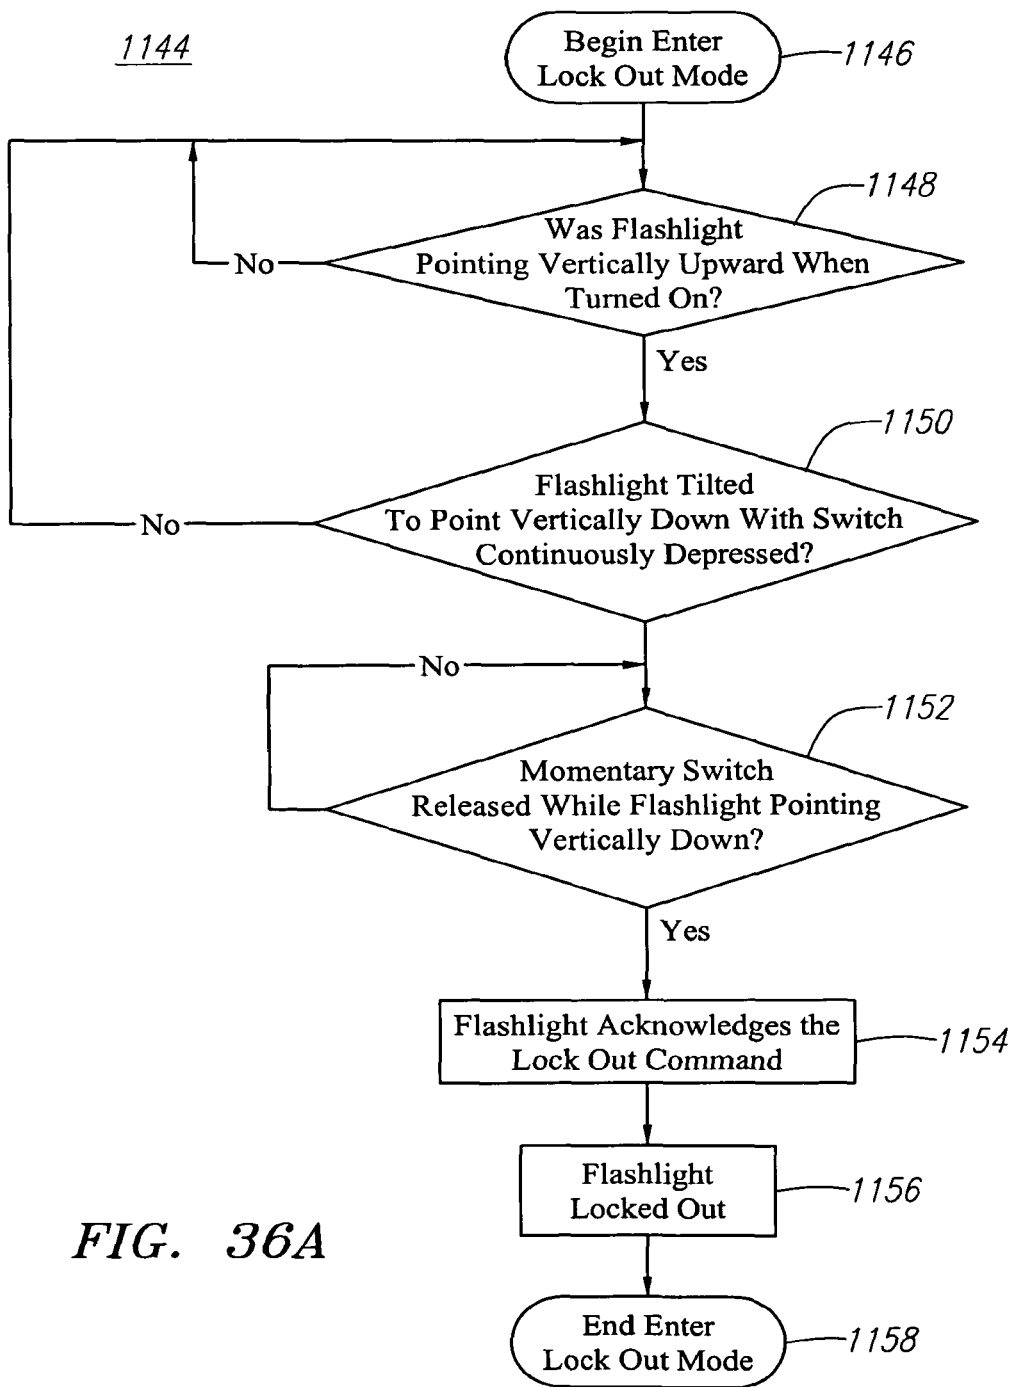 1144
Begin Enter
Lock Out Mode
1146
1148
Was Flashlight
Pointing Vertically Upward When
Turned On?
No
Yes
1150
Flashlight Tilted
To Point Vertically Down With Switch
Continuously Depressed?
No
No
1152
Momentary Switch
Released While Flashlight Pointing
Vertically Down?
Yes
Flashlight Acknowledges the
Lock Out Command
1154
Flashlight
Locked Out
1156
FIG. 36A
End Enter
Lock Out Mode
1158